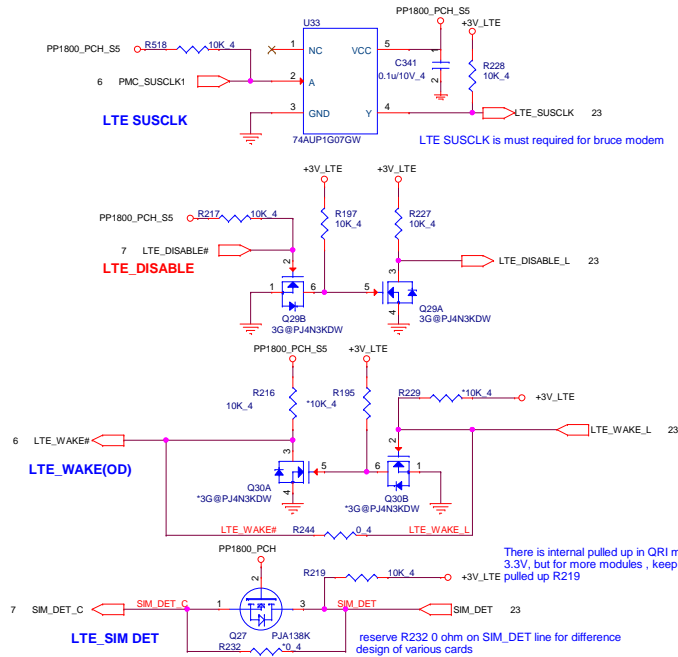 U33
PP1800_PCH_S5
+3V_LTE
PP1800_PCH_S5
R518
10K_4
1
NC
VCC
5
C341
0.1u/10V_4
1
2
R228
10K_4
6
PMC_SUSCLK1
2
A
3
GND
Y
4
LTE_SUSCLK
23
LTE SUSCLK
74AUP1G07GW
LTE SUSCLK is must required for bruce modem
+3V_LTE
+3V_LTE
PP1800_PCH_S5
R217
10K_4
R197
10K_4
R227
10K_4
7
LTE_DISABLE#
2
3
LTE_DISABLE_L
23
LTE_DISABLE
1
6
5
4
Q29B
3G@PJ4N3KDW
Q29A
3G@PJ4N3KDW
PP1800_PCH_S5
+3V_LTE
R216
10K_4
R195
*10K_4
R229
*10K_4
+3V_LTE
6
LTE_WAKE#
2
LTE_WAKE_L
23
LTE_WAKE(OD)
3
5
6
1
4
Q30A
*3G@PJ4N3KDW
Q30B
*3G@PJ4N3KDW
LTE_WAKE#
R244
0_4
LTE_WAKE_L
PP1800_PCH
There is internal pulled up in QRI m
3.3V, but for more modules , keep
pulled up R219
2
R219
10K_4
+3V_LTE
7
SIM_DET_C
SIM_DET_C
1
3
SIM_DET
SIM_DET
23
LTE_SIM DET
Q27
PJA138K
R232
*0_4
reserve R232 0 ohm on SIM_DET line for difference
design of various cards